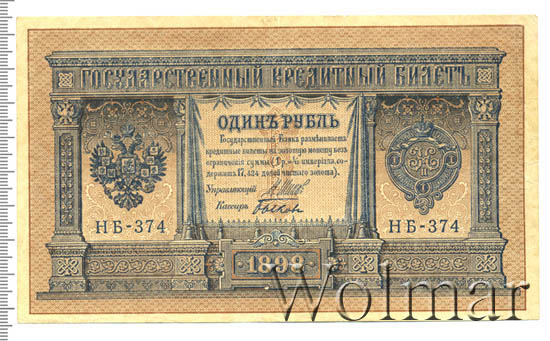 ГОСУДАРСТВЕННЫЙ КРЕДИТНЫЙ БИЛЕТЪ
ОДИНЪ РУБЛЬ
Государственный Банкъ размѣниваетъ
кредитные билеты на золотую монету безъ
ограниченія суммы (1 р. = 1/15 имперіала, со-
держитъ 17,424 долей чистаго золота).
Управляющій
Кассиръ
НБ-374
НБ-374
1898
Wolmar